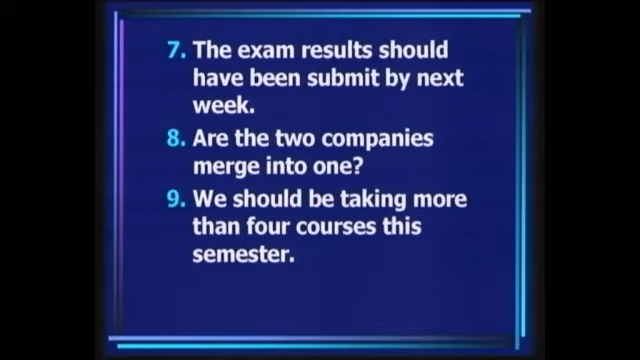 7. The exam results should
have been submit by next
week.
8. Are the two companies
merge into one?
9. We should be taking more
than four courses this
semester.